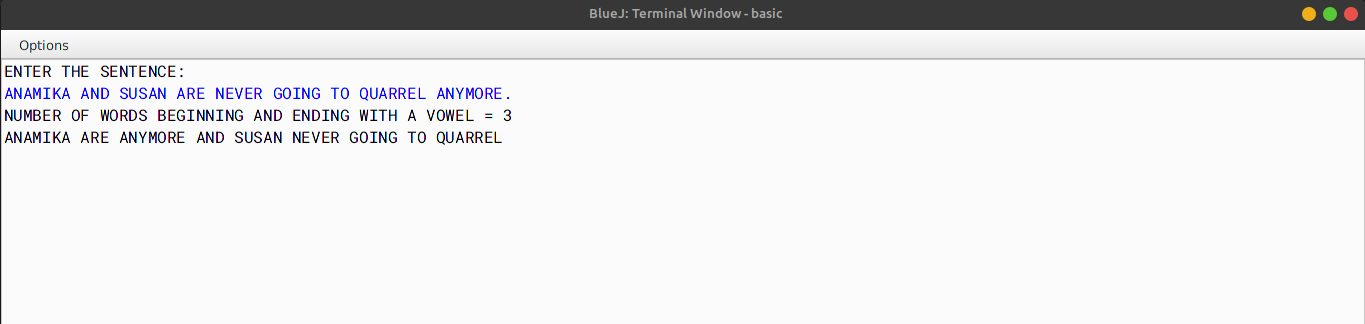 BlueJ: Terminal Window - basic
Options
ENTER THE SENTENCE:
ANAMIKA AND SUSAN ARE NEVER GOING TO QUARREL ANYMORE.
NUMBER OF WORDS BEGINNING AND ENDING WITH A VOWEL = 3
ANAMIKA ARE ANYMORE AND SUSAN NEVER GOING TO QUARREL